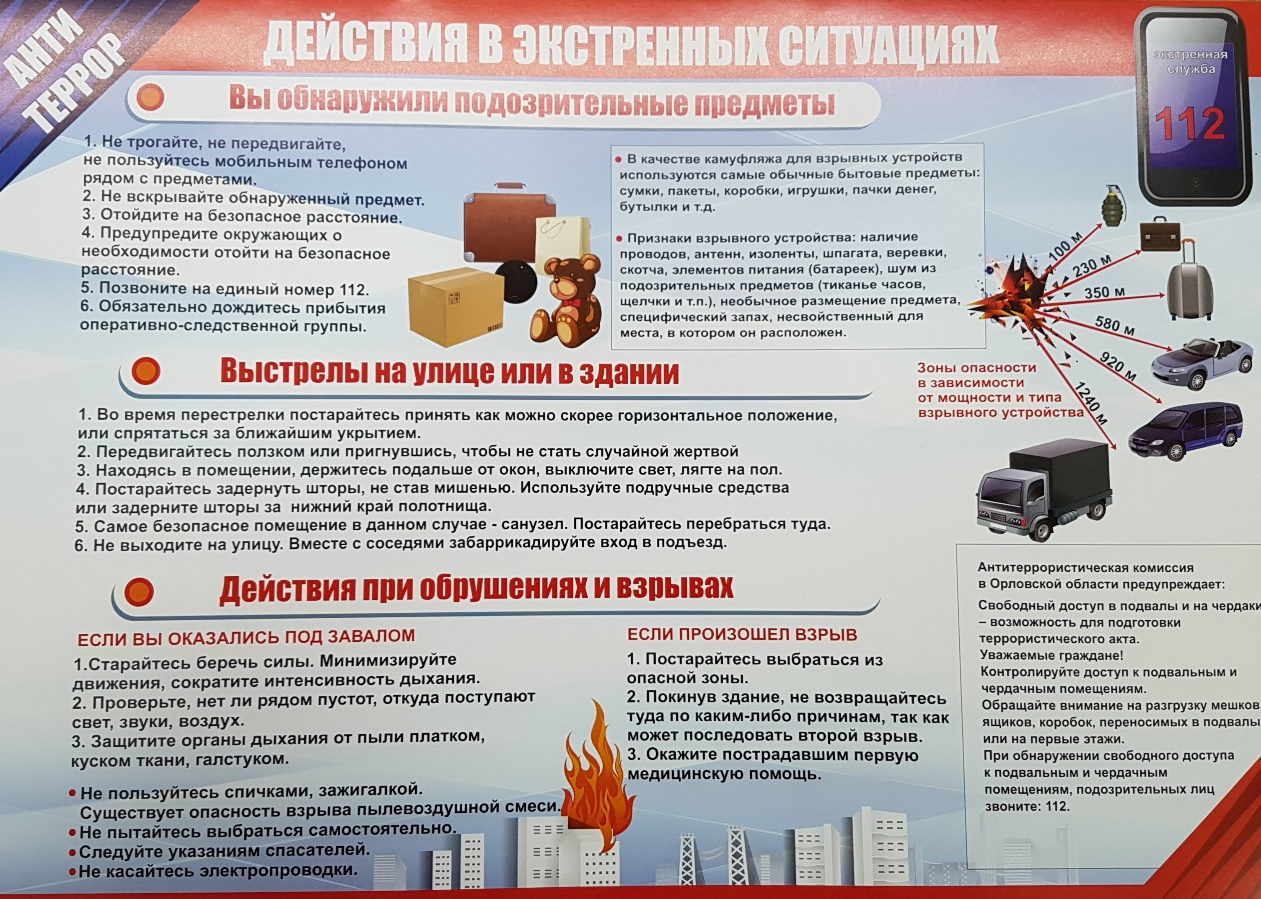 АНТИ
ТЕРРОР
ДЕЙСТВИЯ В ЭКСТРЕННЫХ СИТУАЦИЯХ
экстренная
служба
112
Вы обнаружили подозрительные предметы
1. Не трогайте, не передвигайте,
не пользуйтесь мобильным телефоном
рядом с предметами.
2. Не вскрывайте обнаруженный предмет.
3. Отойдите на безопасное расстояние.
4. Предупредите окружающих о
необходимости отойти на безопасное
расстояние.
5. Позвоните на единый номер 112.
6. Обязательно дождитесь прибытия
оперативно-следственной группы.
• В качестве камуфляжа для взрывных устройств
используются самые обычные бытовые предметы:
сумки, пакеты, коробки, игрушки, пачки денег,
бутылки и т.д.
• Признаки взрывного устройства: наличие
проводов, антенн, изоленты, шпагата, веревки,
скотча, элементов питания (батареек), шум из
подозрительных предметов (тиканье часов,
щелчки и т.п.), необычное размещение предмета,
специфический запах, несвойственный для
места, в котором он расположен.
100 м
230 м
350 м
580 м
920 м
1240 м
Зоны опасности
в зависимости
от мощности и типа
взрывного устройства
Выстрелы на улице или в здании
1. Во время перестрелки постарайтесь принять как можно скорее горизонтальное положение,
или спрятаться за ближайшим укрытием.
2. Передвигайтесь ползком или пригнувшись, чтобы не стать случайной жертвой
3. Находясь в помещении, держитесь подальше от окон, выключите свет, лягте на пол.
4. Постарайтесь задернуть шторы, не став мишенью. Используйте подручные средства
или задерните шторы за нижний край полотнища.
5. Самое безопасное помещение в данном случае - санузел. Постарайтесь перебраться туда.
6. Не выходите на улицу. Вместе с соседями забаррикадируйте вход в подъезд.
Действия при обрушениях и взрывах
ЕСЛИ ВЫ ОКАЗАЛИСЬ ПОД ЗАВАЛОМ
1.Старайтесь беречь силы. Минимизируйте
движения, сократите интенсивность дыхания.
2. Проверьте, нет ли рядом пустот, откуда поступают
свет, звуки, воздух.
3. Защитите органы дыхания от пыли платком,
куском ткани, галстуком.
• Не пользуйтесь спичками, зажигалкой.
Существует опасность взрыва пылевоздушной смеси.
• Не пытайтесь выбраться самостоятельно.
• Следуйте указаниям спасателей.
• Не касайтесь электропроводки.
ЕСЛИ ПРОИЗОШЕЛ ВЗРЫВ
1. Постарайтесь выбраться из
опасной зоны.
2. Покинув здание, не возвращайтесь
туда по каким-либо причинам, так как
может последовать второй взрыв.
3. Окажите пострадавшим первую
медицинскую помощь.
Антитеррористическая комиссия
в Орловской области предупреждает:
Свободный доступ в подвалы и на чердаки
– возможность для подготовки
террористического акта.
Уважаемые граждане!
Контролируйте доступ к подвальным и
чердачным помещениям.
Обращайте внимание на разгрузку мешков
ящиков, коробок, переносимых в подвалы
или на первые этажи.
При обнаружении свободного доступа
к подвальным и чердачным
помещениям, подозрительных лиц
звоните: 112.